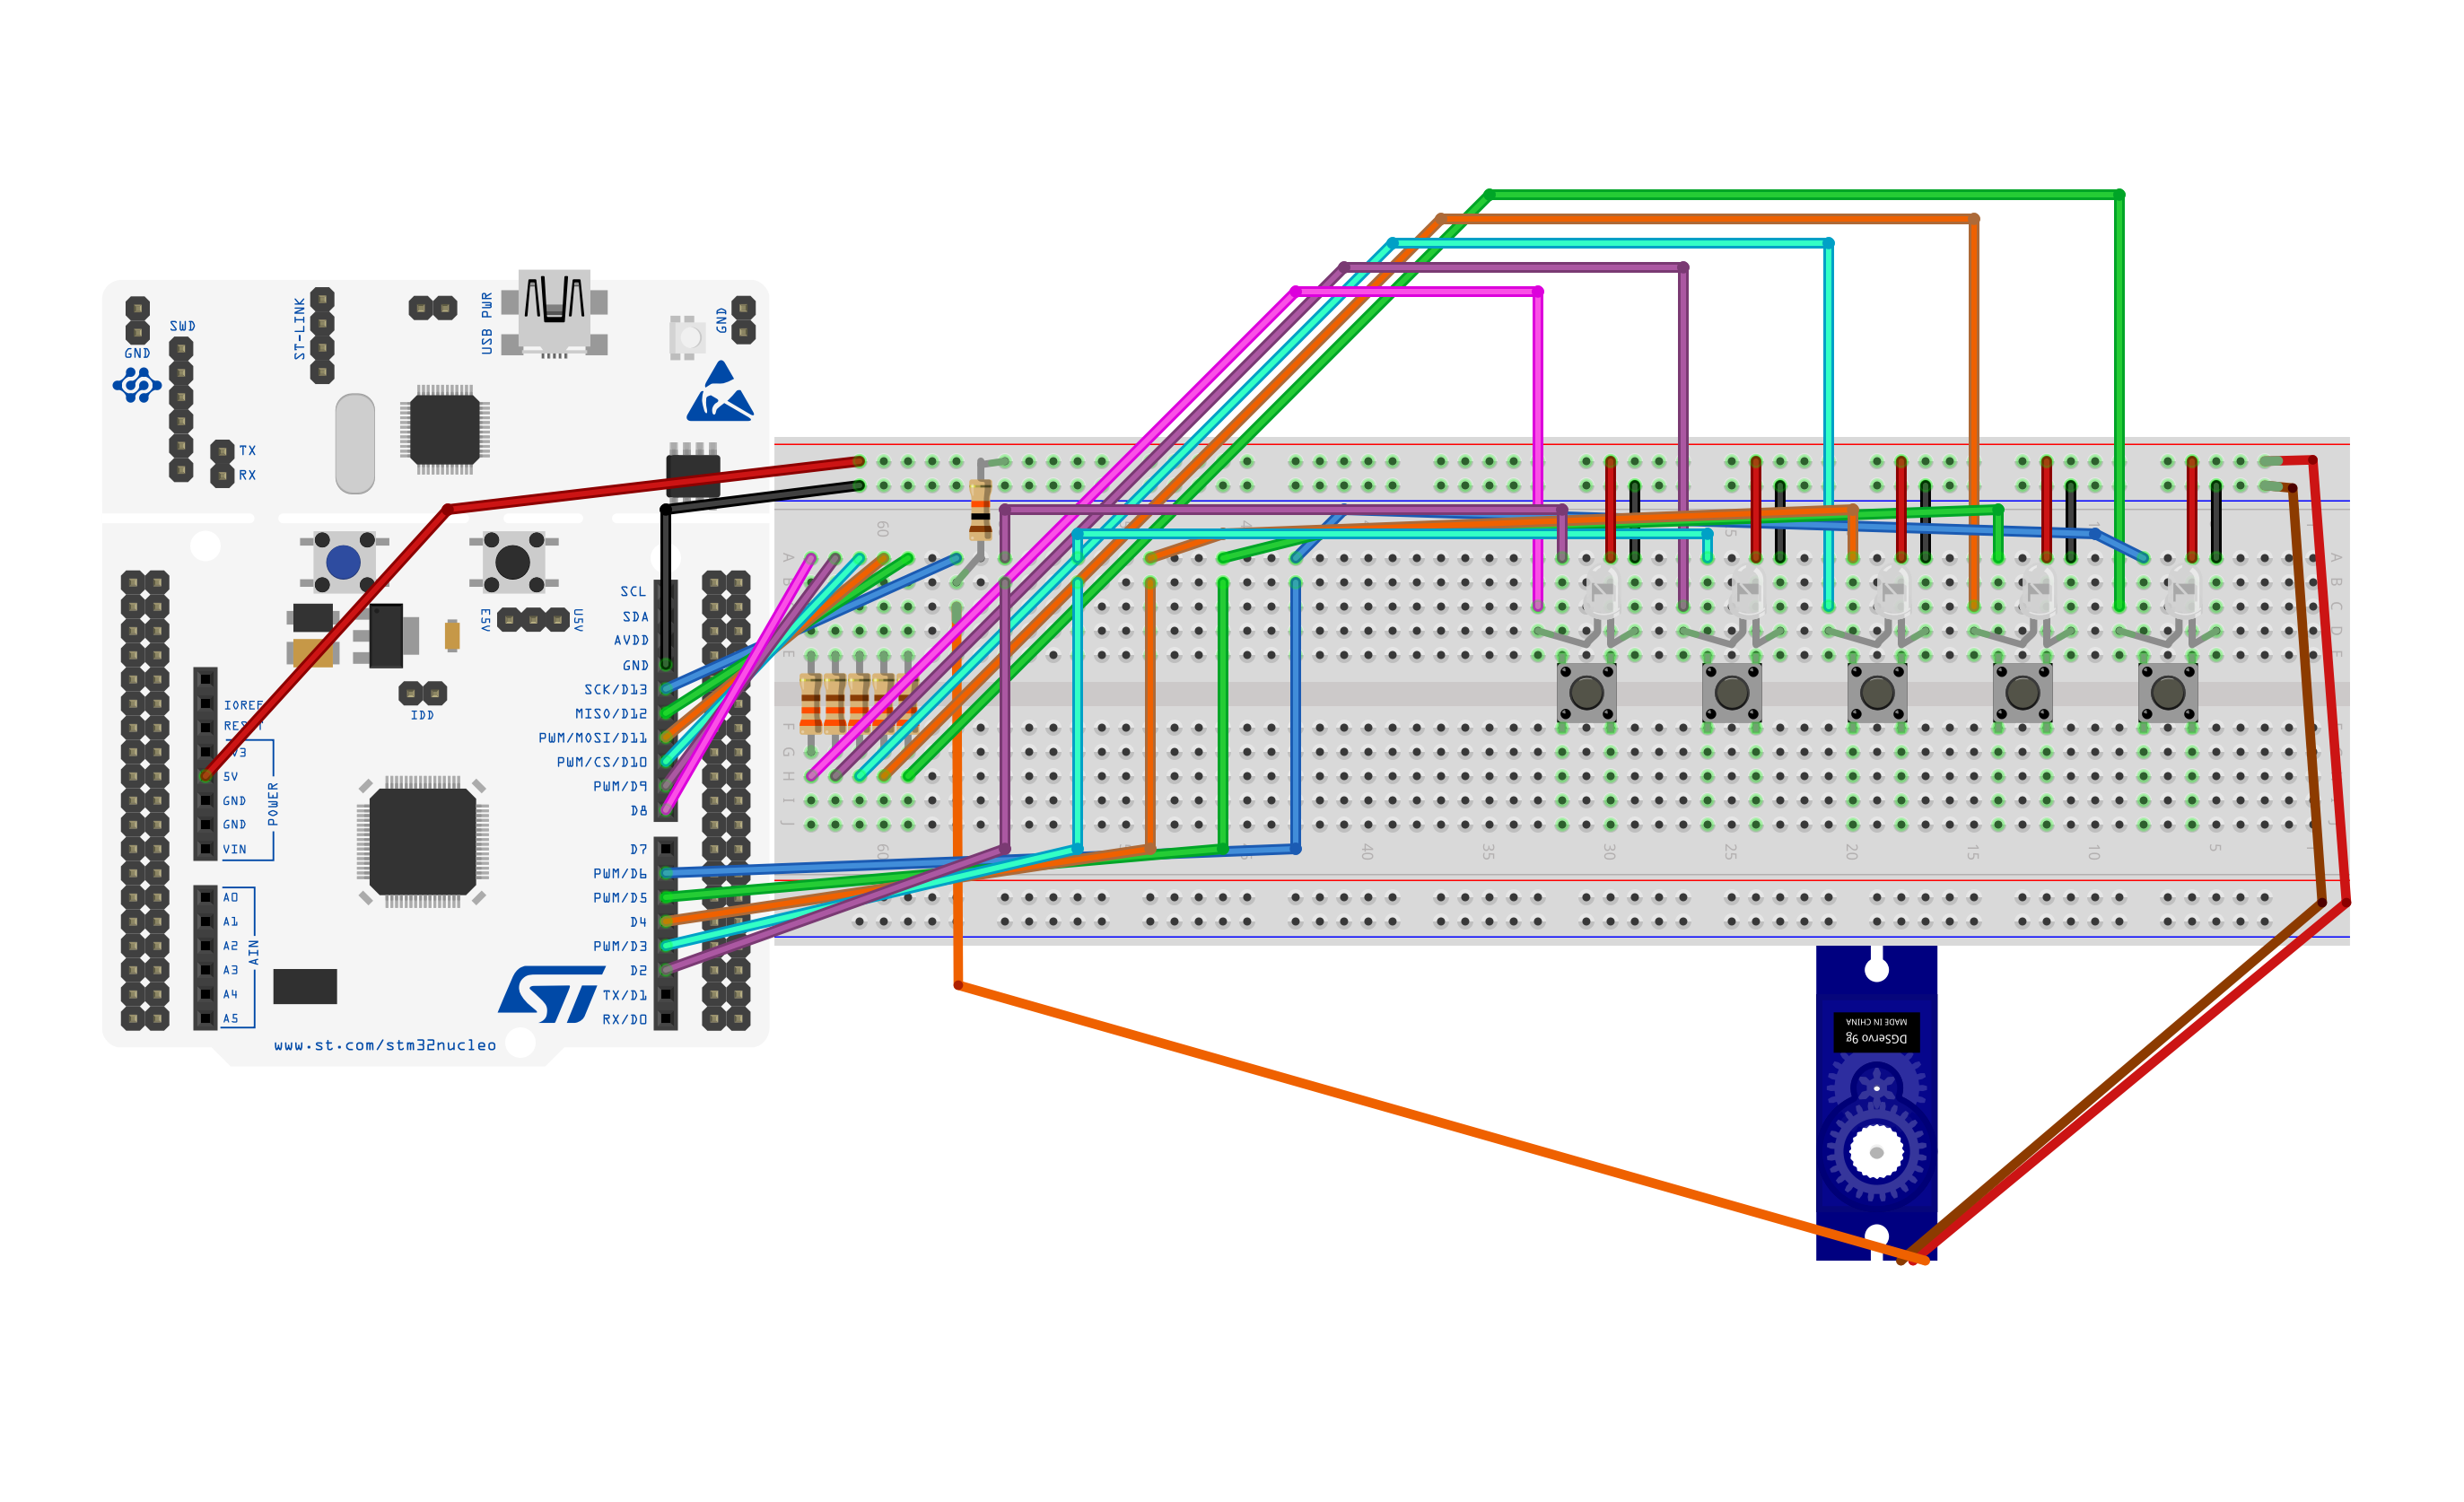 SWD
GND
ST-LINK
USB PWR
GND
TX
RX
E5V
U5V
IDD
IOREF
5V
GND
GND
VIN
POWER
A0
A1
A2
A3
A4
A5
AIN
SCL
SDA
AVDD
GND
SCK/D13
MISO/D12
PWM/MOSI/D11
PWM/CS/D10
PWM/D9
D8
D7
PWM/D6
PWM/D5
D4
PWM/D3
D2
TX/D1
RX/D0
ST
www.st.com/stm32nucleo
60
A
E
G
H
I
J
60
40
35
30
25
20
15
10
5
A
B
C
D
E
DGServo 9g
MADE IN CHINA